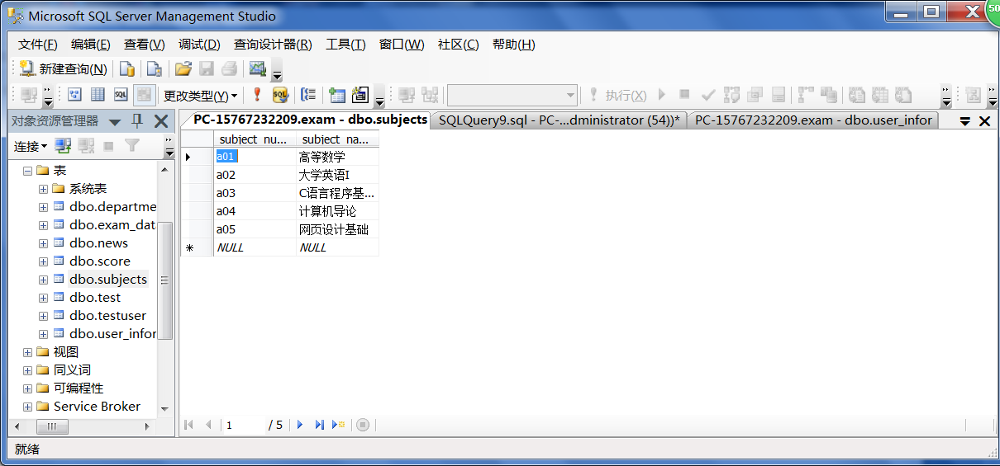 Microsoft SQL Server Management Studio
50
文件(F) 编辑(E) 查看(V) 调试(D) 查询设计器(R) 工具(T) 窗口(W) 社区(C) 帮助(H)
新建查询(N)
更改类型(Y) 执行(X)
对象资源管理器
连接
表
系统表
dbo.departme
dbo.exam_dat
dbo.news
dbo.score
dbo.subjects
dbo.test
dbo.testuser
dbo.user_infor
视图
同义词
可编程性
Service Broker
PC-15767232209.exam - dbo.subjects SQLQuery9.sql - PC-...dministrator (54))* PC-15767232209.exam - dbo.user_infor
subject_nu... subject_na...
a01 高等数学
a02 大学英语I
a03 C语言程序基...
a04 计算机导论
a05 网页设计基础
NULL NULL
1 / 5
就绪